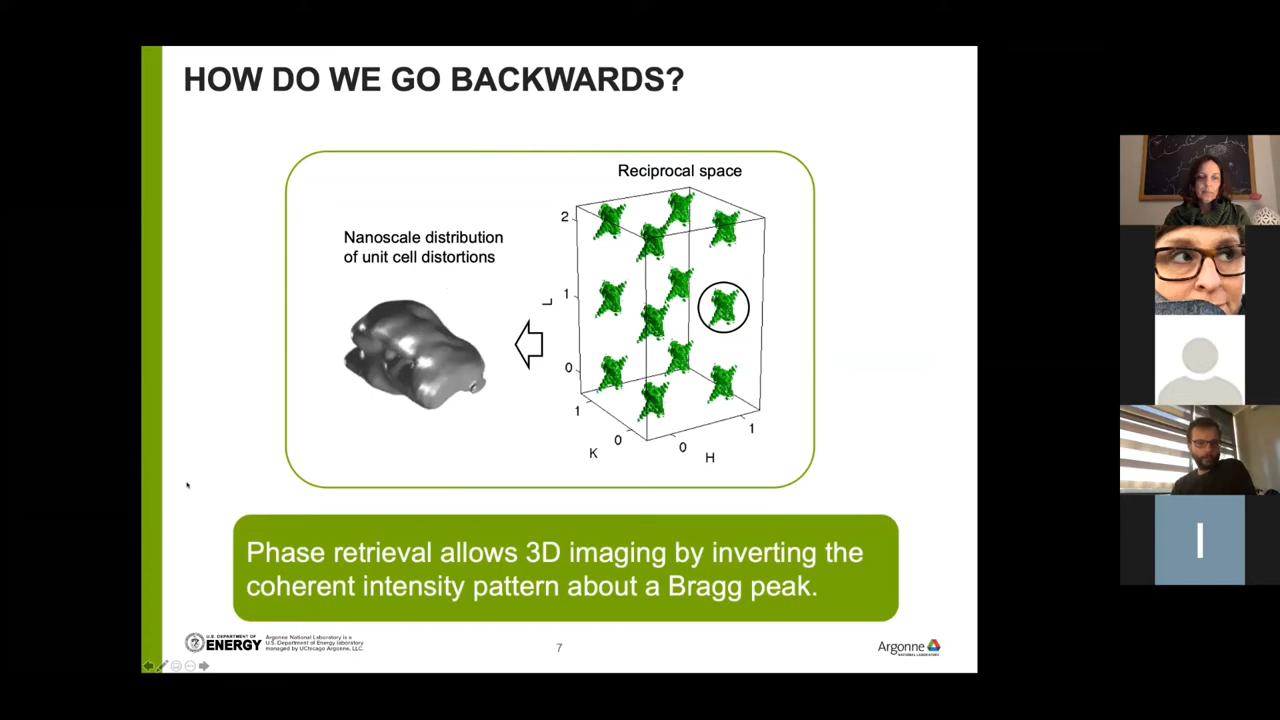 HOW DO WE GO BACKWARDS?
Reciprocal space
Nanoscale distribution
of unit cell distortions
2
1
0
L
1
0
K
0
1
H
Phase retrieval allows 3D imaging by inverting the
coherent intensity pattern about a Bragg peak.
U.S. DEPARTMENT OF
ENERGY
Argonne National Laboratory is a
U.S. Department of Energy laboratory
managed by UChicago Argonne, LLC.
7
Argonne
NATIONAL LABORATORY
I